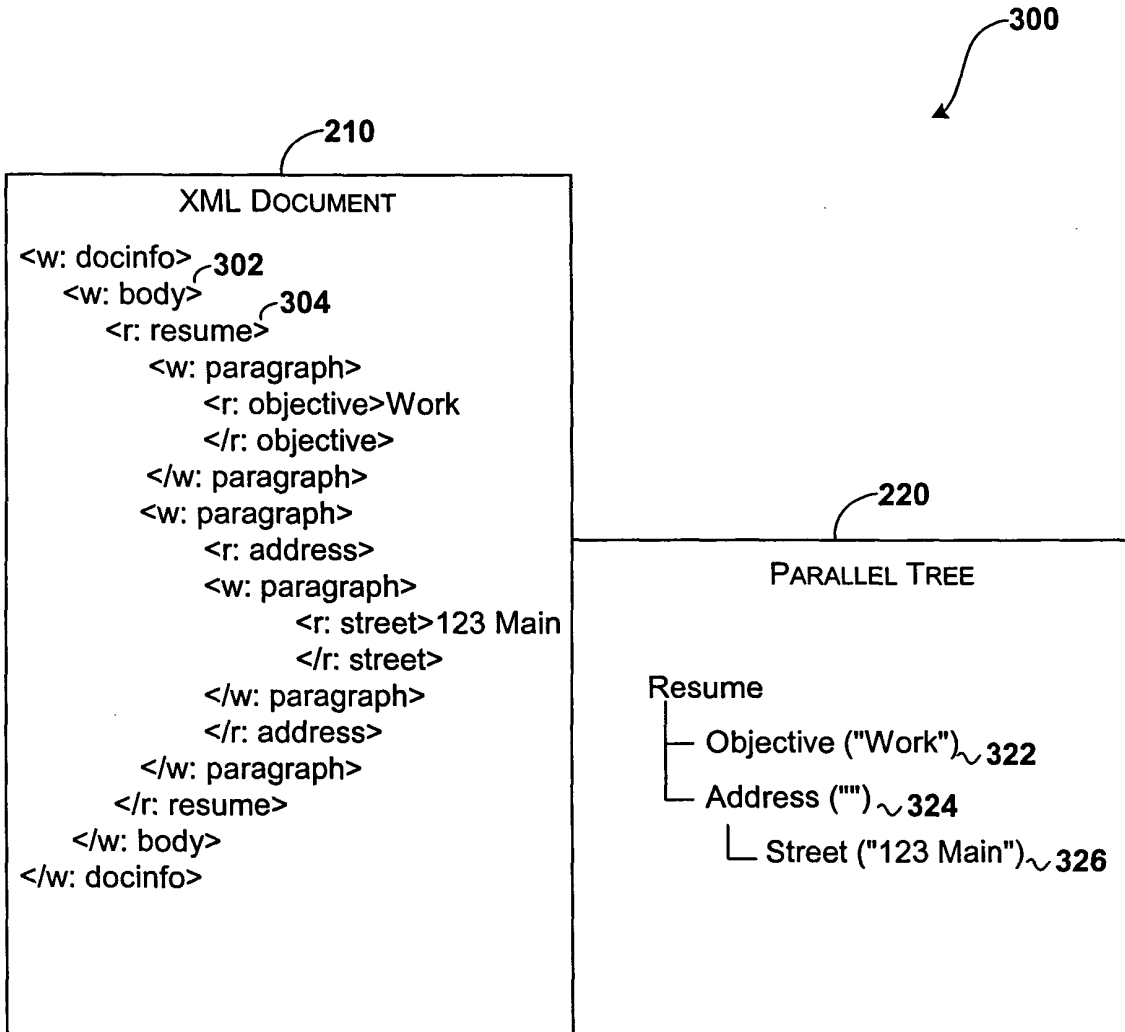 300
210
XML DOCUMENT
<w: docinfo>
302
<w: body>
304
<r: resume>
<w: paragraph>
<r: objective>Work
</r: objective>
</w: paragraph>
<w: paragraph>
<r: address>
<w: paragraph>
<r: street>123 Main
</r: street>
</w: paragraph>
</r: address>
</w: paragraph>
</r: resume>
</w: body>
</w: docinfo>
220
PARALLEL TREE
Resume
Objective ("Work") 322
Address ("") 324
Street ("123 Main") 326